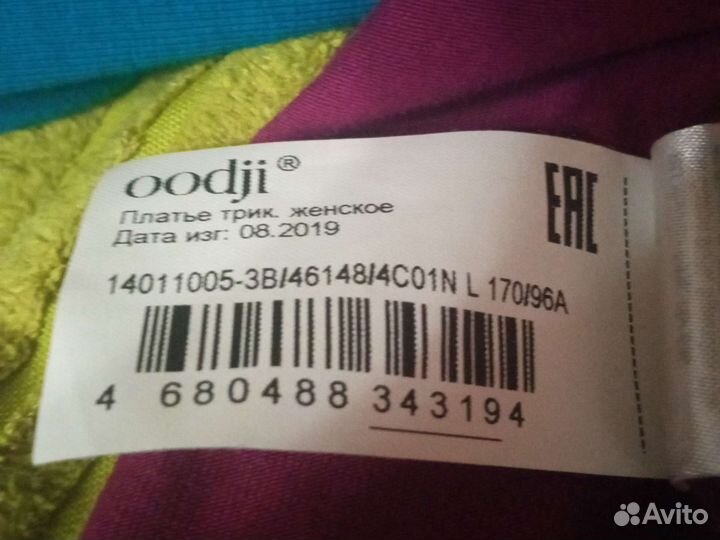 oodji ®
EAC
Платье трик. женское
Дата изг: 08.2019
14011005-3B/46148/4C01N L 170/96A
4 680488 343194
Avito